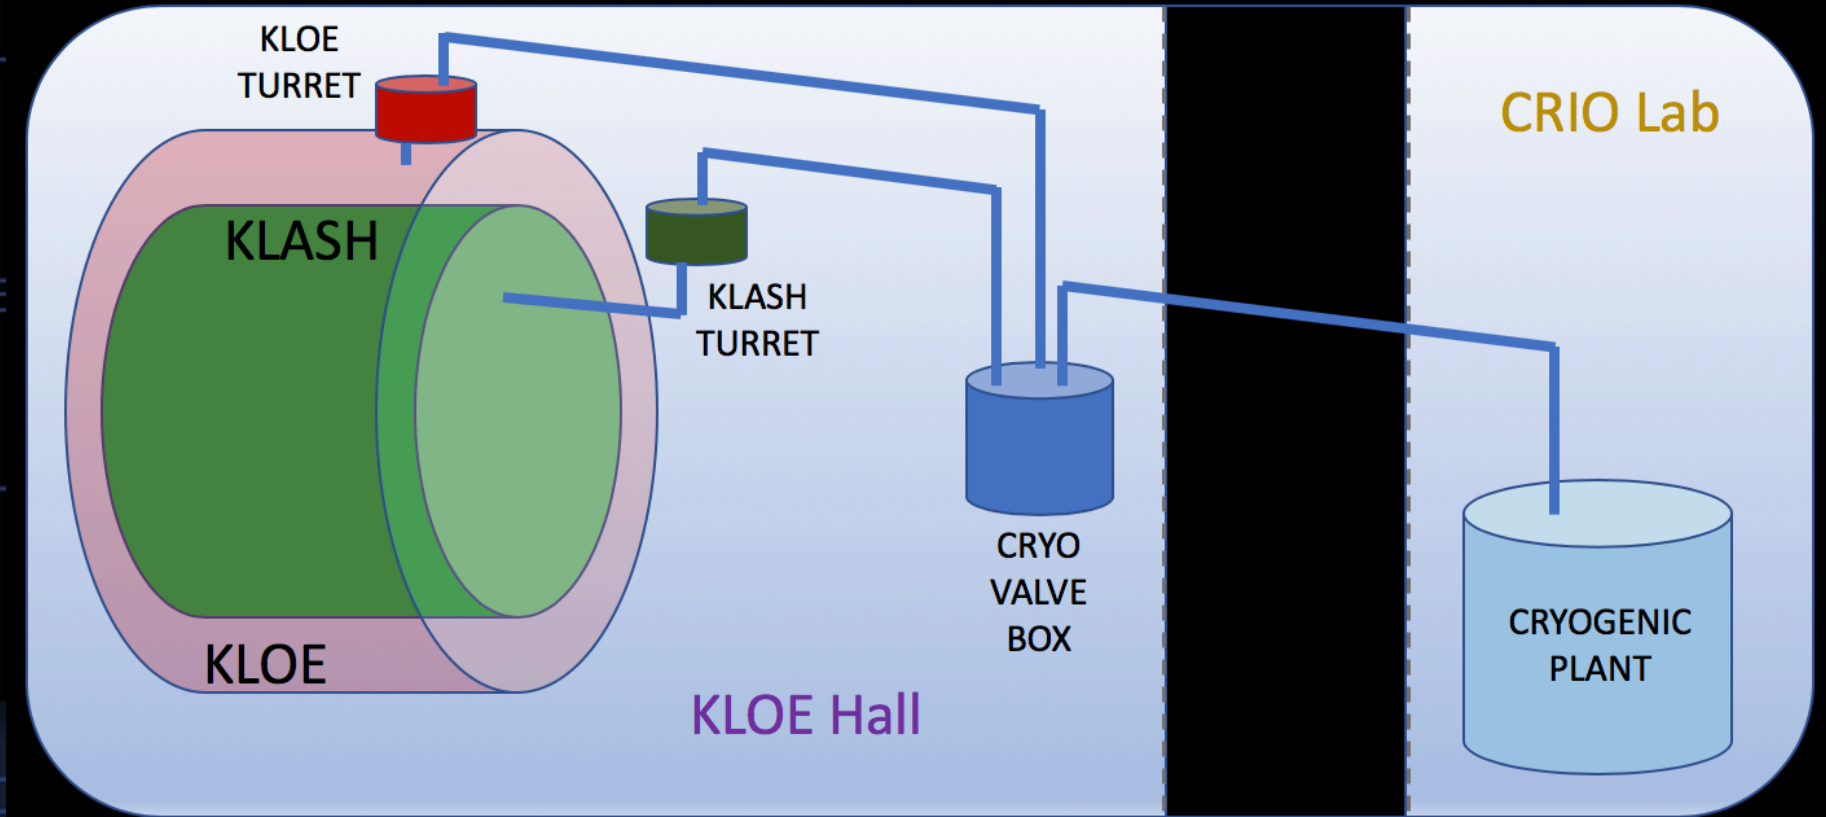 KLOE
TURRET
CRIO Lab
KLASH
KLASH
TURRET
CRYO
VALVE
BOX
CRYOGENIC
PLANT
KLOE
KLOE Hall